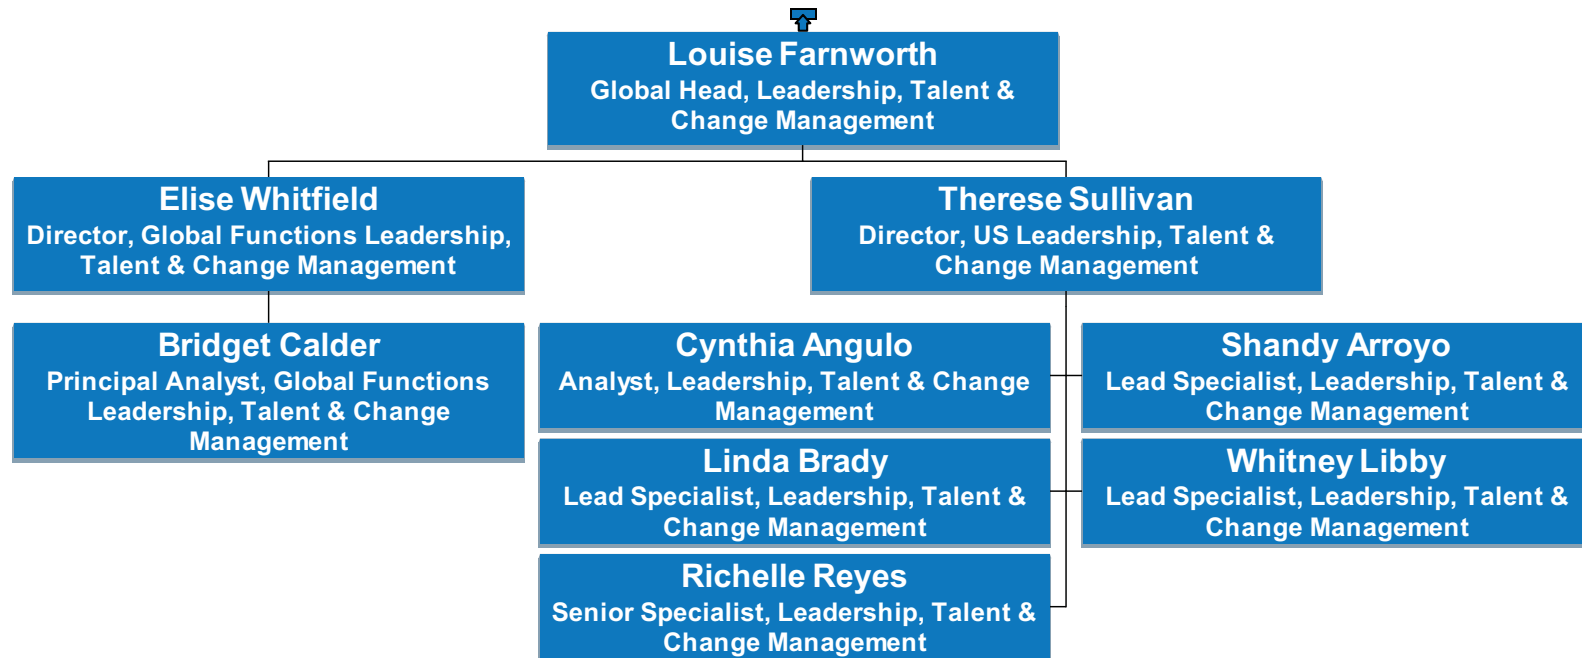 Louise Farnworth
Global Head, Leadership, Talent &
Change Management
Elise Whitfield
Director, Global Functions Leadership,
Talent & Change Management
Therese Sullivan
Director, US Leadership, Talent &
Change Management
Bridget Calder
Principal Analyst, Global Functions
Leadership, Talent & Change
Management
Cynthia Angulo
Analyst, Leadership, Talent & Change
Management
Shandy Arroyo
Lead Specialist, Leadership, Talent &
Change Management
Linda Brady
Lead Specialist, Leadership, Talent &
Change Management
Whitney Libby
Lead Specialist, Leadership, Talent &
Change Management
Richelle Reyes
Senior Specialist, Leadership, Talent &
Change Management